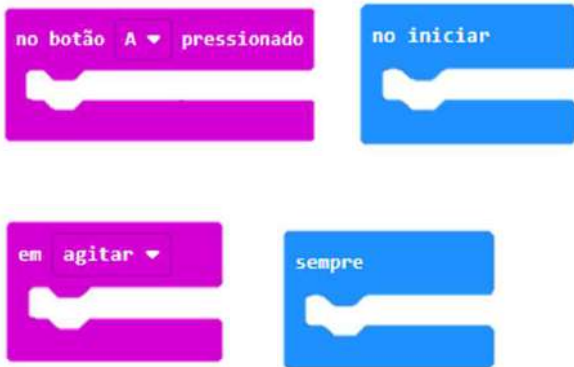 no botão A pressionado
no iniciar
em agitar
sempre